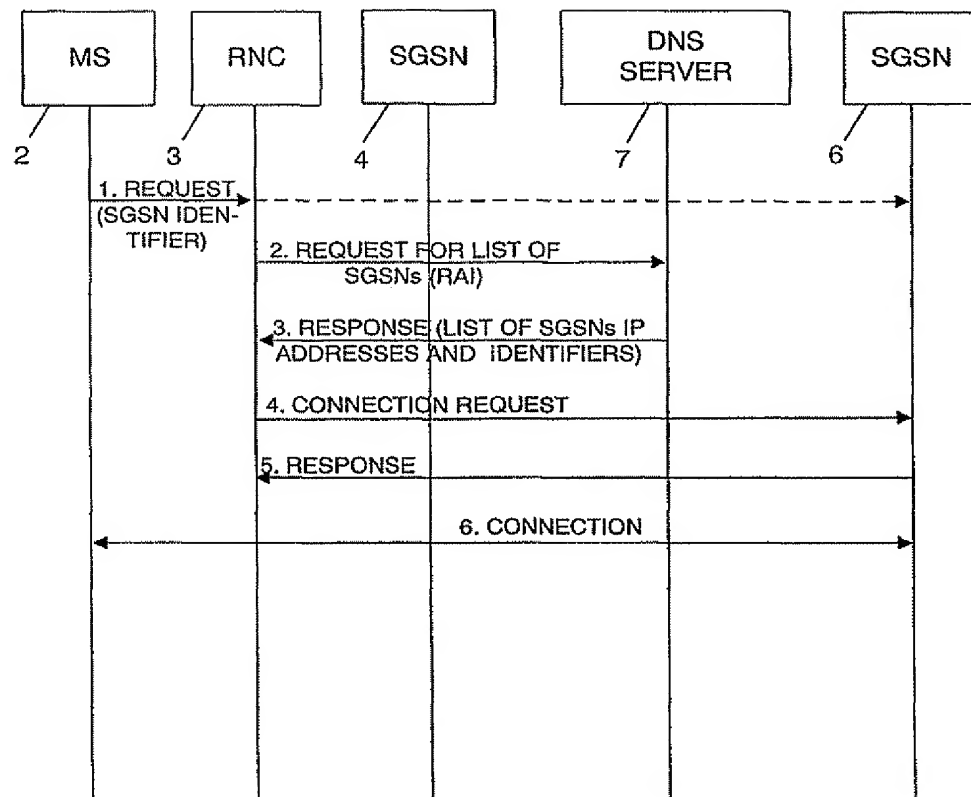 MS
RNC
SGSN
DNS
SERVER
SGSN
2
3
4
7
6
1. REQUEST
(SGSN IDEN-
TIFIER)
2. REQUEST FOR LIST OF
SGSNs (RAI)
3. RESPONSE (LIST OF SGSNs IP
ADDRESSES AND IDENTIFIERS)
4. CONNECTION REQUEST
5. RESPONSE
6. CONNECTION